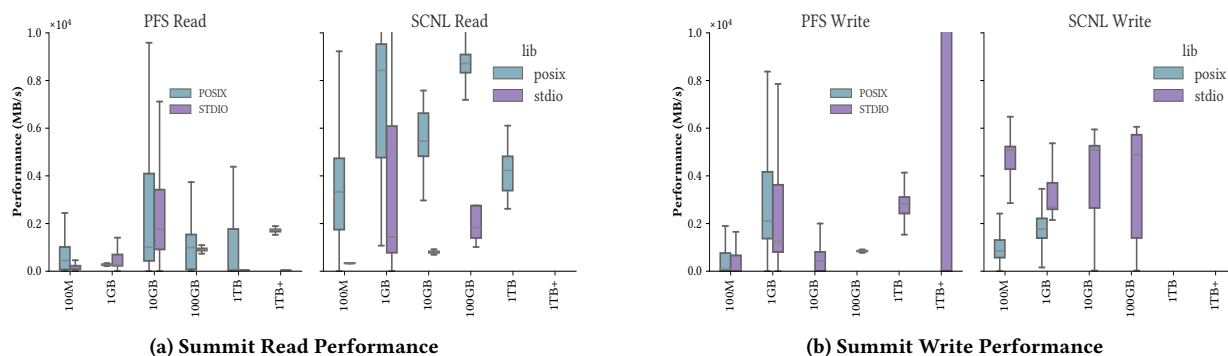 PFS Read
SCNL Read
×10⁴
1.0
0.8
0.6
0.4
0.2
0.0
Performance (MB/s)
POSIX
STDIO
lib
posix
stdio
100M
1GB
10GB
100GB
1TB
1TB+
100M
1GB
10GB
100GB
1TB
1TB+
(a) Summit Read Performance
PFS Write
SCNL Write
×10⁴
1.0
0.8
0.6
0.4
0.2
0.0
Performance (MB/s)
POSIX
STDIO
lib
posix
stdio
100M
1GB
10GB
100GB
1TB
1TB+
100M
1GB
10GB
100GB
1TB
1TB+
(b) Summit Write Performance